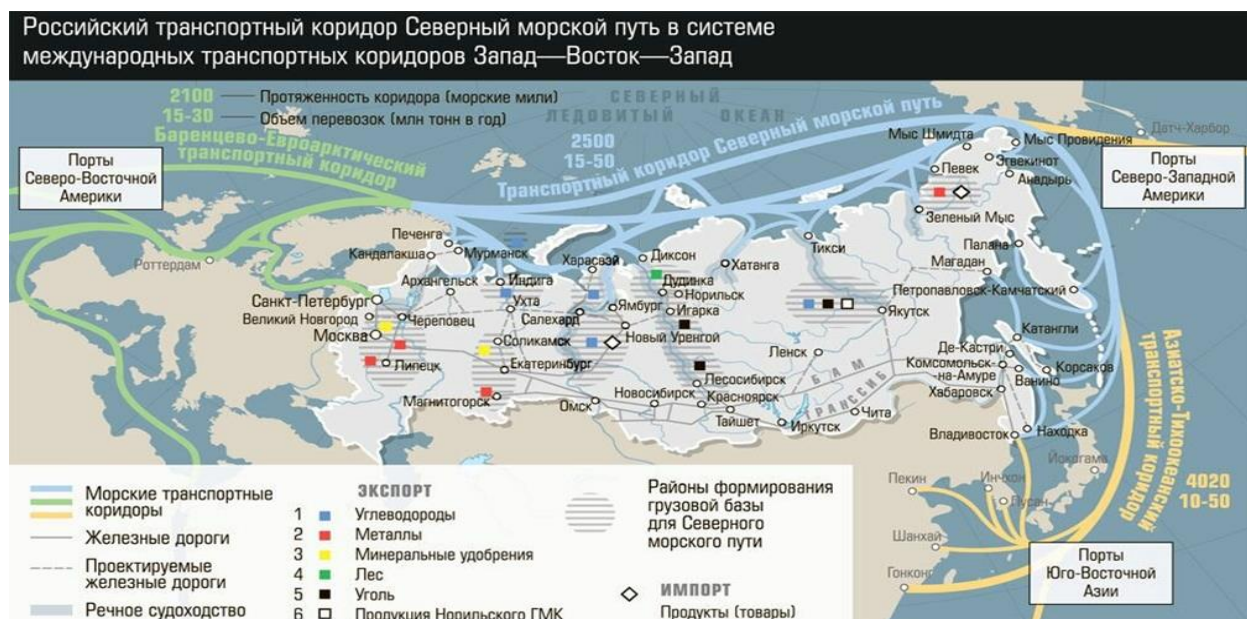 Российский транспортный коридор Северный морской путь в системе
международных транспортных коридоров Запад—Восток—Запад
2100 — Протяженность коридора (морские мили)
15-30 — Объем перевозок (млн тонн в год)
СЕВЕРНЫЙ
ЛЕДОВИТЫЙ ОКЕАН
Баренцево-Евроарктический
транспортный коридор
2500
15-50
Транспортный коридор Северный морской путь
Порты
Северо-Восточной
Америки
Порты
Северо-Западной
Америки
Датч-Харбор
Мыс Шмидта
Мыс Провидения
Эгвекинот
Певек
Анадырь
Зеленый Мыс
Роттердам
Печенга
Кандалакша
Мурманск
Харасвэй
Диксон
Хатанга
Тикси
Палана
Магадан
Архангельск
Индига
Дудинка
Норильск
Петропавловск-Камчатский
Санкт-Петербург
Ухта
Ямбург
Игарка
Якутск
Великий Новгород
Череповец
Салехард
Новый Уренгой
Катангли
Москва
Соликамск
Ленск
Де-Кастри
Липецк
Екатеринбург
Лесосибирск
БАМ
Комсомольск-
на-Амуре
Ванино
Корсаков
Магнитогорск
Омск
Новосибирск
Красноярск
ТРАНССИБ
Хабаровск
Тайшет
Иркутск
Чита
Владивосток
Находка
Азиатско-Тихоокеанский
транспортный коридор
4020
10-50
Йокогама
Пекин
Инчхон
Пусан
Шанхай
Гонконг
Порты
Юго-Восточной
Азии
Морские транспортные
коридоры
Железные дороги
Проектируемые
железные дороги
Речное судоходство
ЭКСПОРТ
1 Углеводороды
2 Металлы
3 Минеральные удобрения
4 Лес
5 Уголь
6 Продукция Норильского ГМК
Районы формирования
грузовой базы
для Северного
морского пути
ИМПОРТ
Продукты (товары)